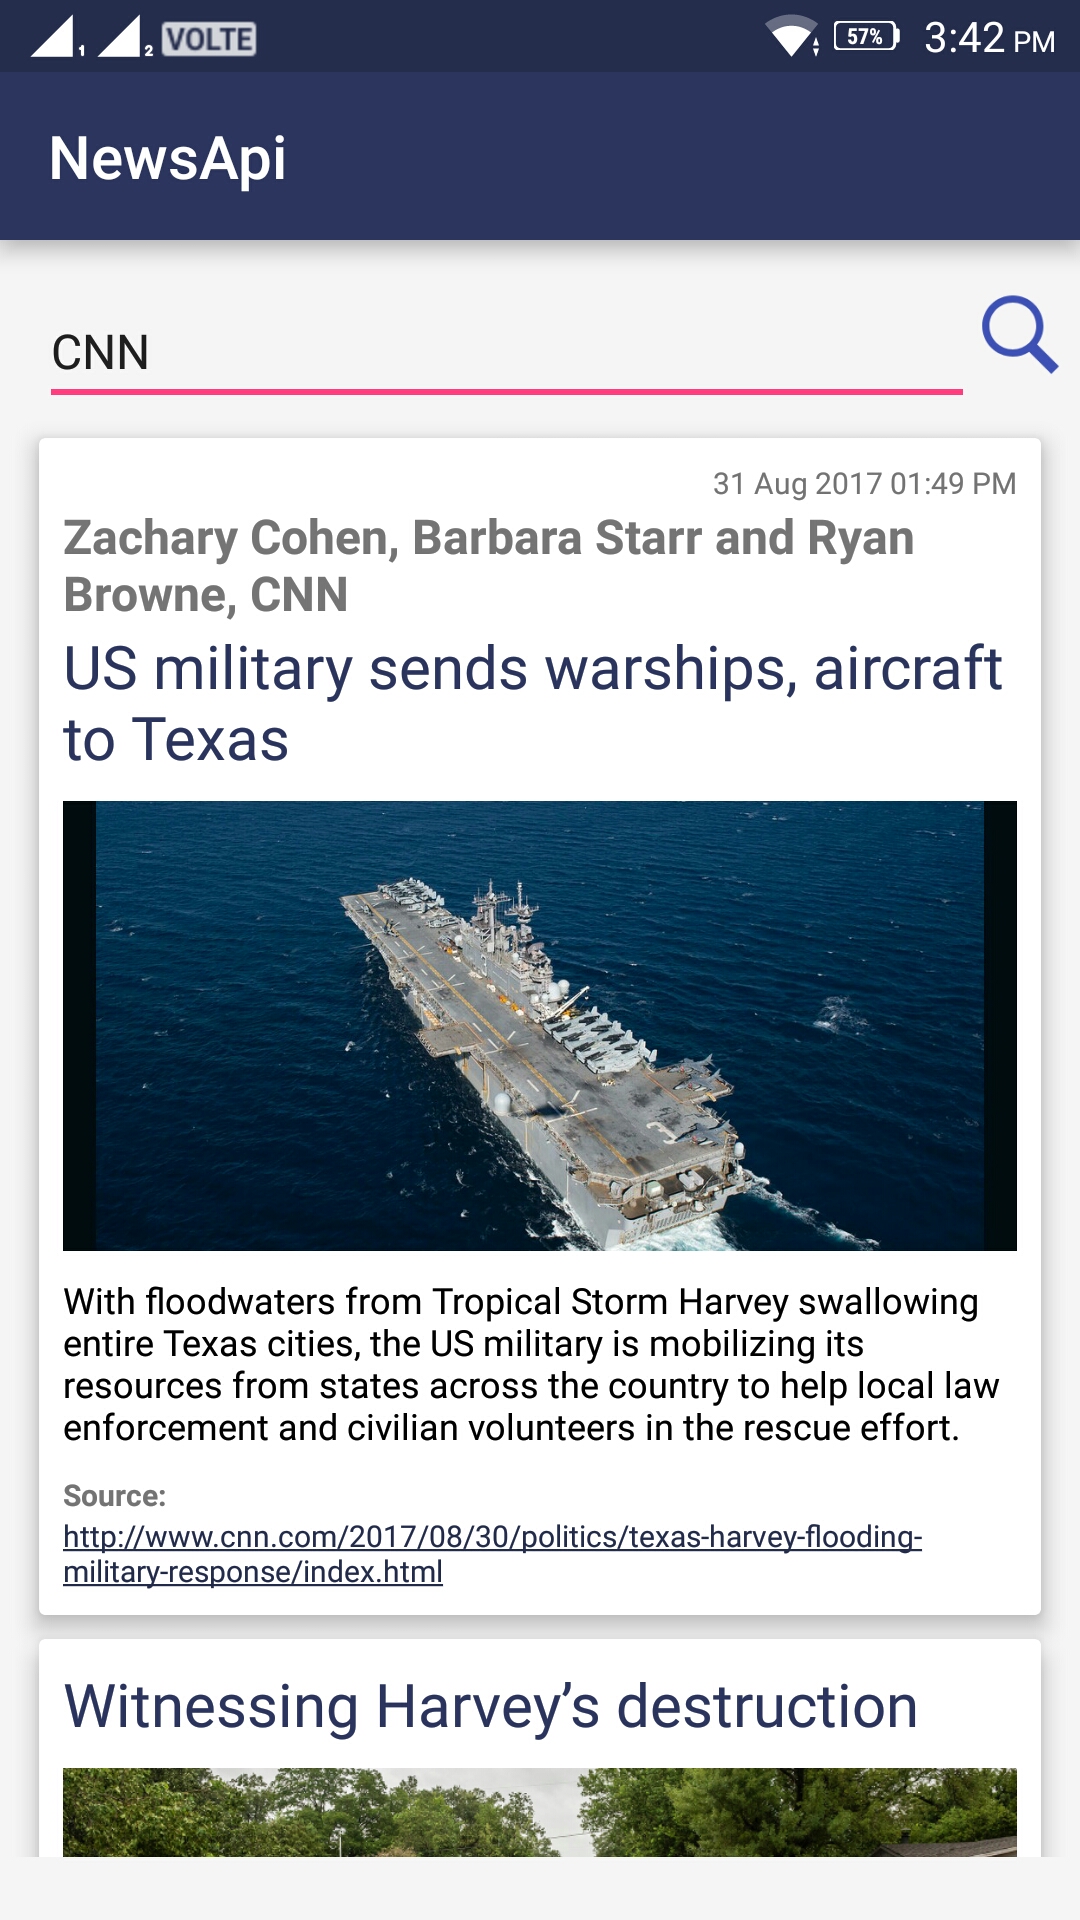 1 2 VOLTE 57% 3:42 PM
NewsApi
CNN
31 Aug 2017 01:49 PM
Zachary Cohen, Barbara Starr and Ryan
Browne, CNN
US military sends warships, aircraft
to Texas
With floodwaters from Tropical Storm Harvey swallowing
entire Texas cities, the US military is mobilizing its
resources from states across the country to help local law
enforcement and civilian volunteers in the rescue effort.
Source:
http://www.cnn.com/2017/08/30/politics/texas-harvey-flooding-
military-response/index.html
Witnessing Harvey’s destruction